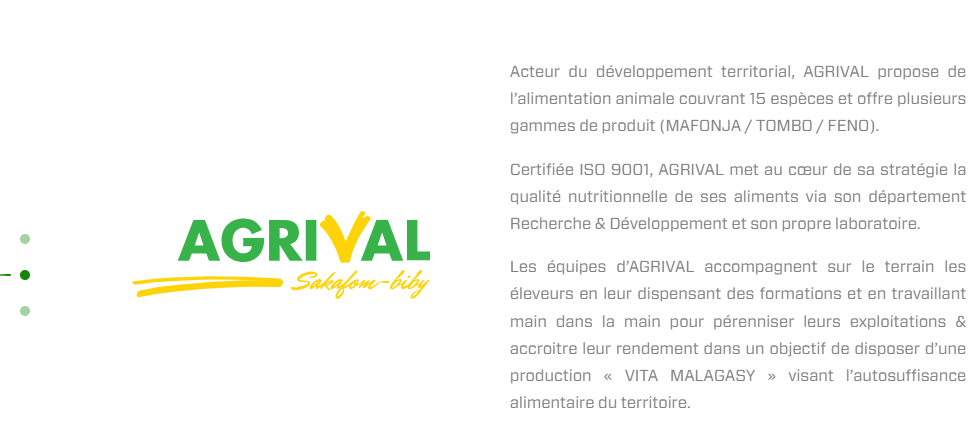 AGRIVAL
Sakafom-biby
Acteur du développement territorial, AGRIVAL propose de
l’alimentation animale couvrant 15 espèces et offre plusieurs
gammes de produit (MAFONJA / TOMBO / FENO).
Certifiée ISO 9001, AGRIVAL met au cœur de sa stratégie la
qualité nutritionnelle de ses aliments via son département
Recherche & Développement et son propre laboratoire.
Les équipes d’AGRIVAL accompagnent sur le terrain les
éleveurs en leur dispensant des formations et en travaillant
main dans la main pour pérenniser leurs exploitations &
accroitre leur rendement dans un objectif de disposer d’une
production « VITA MALAGASY » visant l’autosuffisance
alimentaire du territoire.